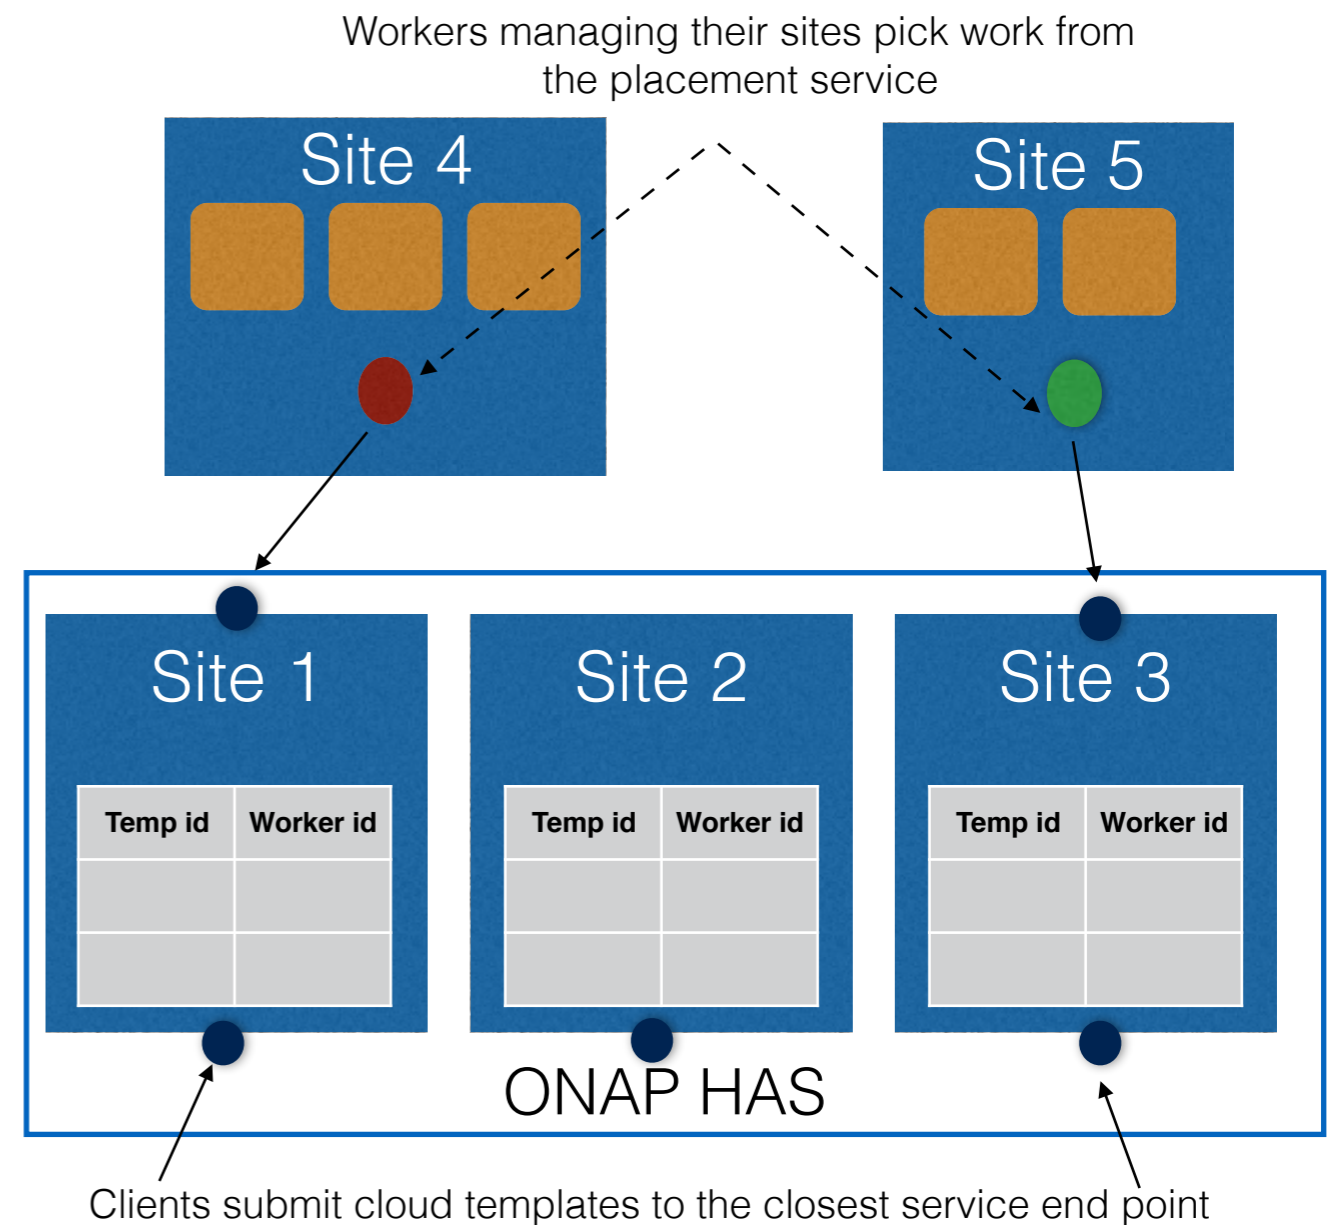 Workers managing their sites pick work from
the placement service
Site 4
Site 5
Site 1
Site 2
Site 3
Temp id Worker id
Temp id Worker id
Temp id Worker id
ONAP HAS
Clients submit cloud templates to the closest service end point